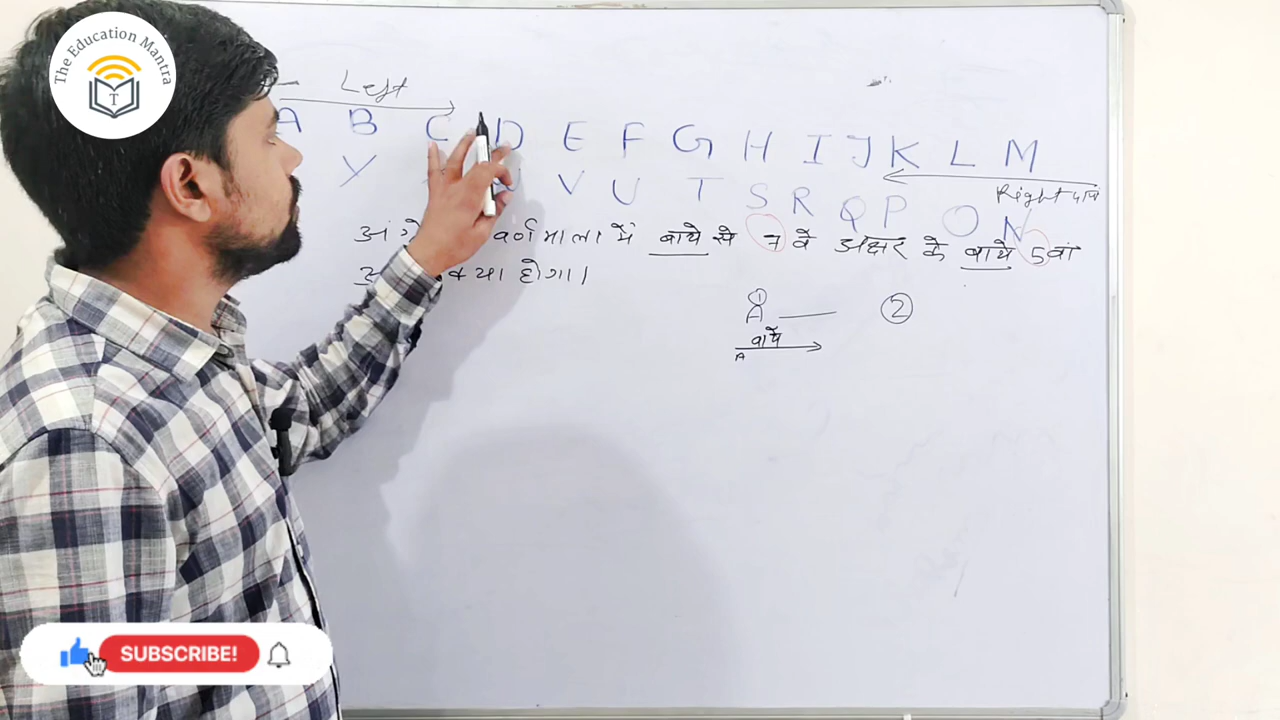 The Education Mantra
T
Left
A B C D E F G H I J K L M
Y V U T S R Q P O N
Right
वर्णमाला में बाये से 7 वे अक्षर के बाये 5वां
क्या होगा।
1 A 2
बाये
A
SUBSCRIBE!